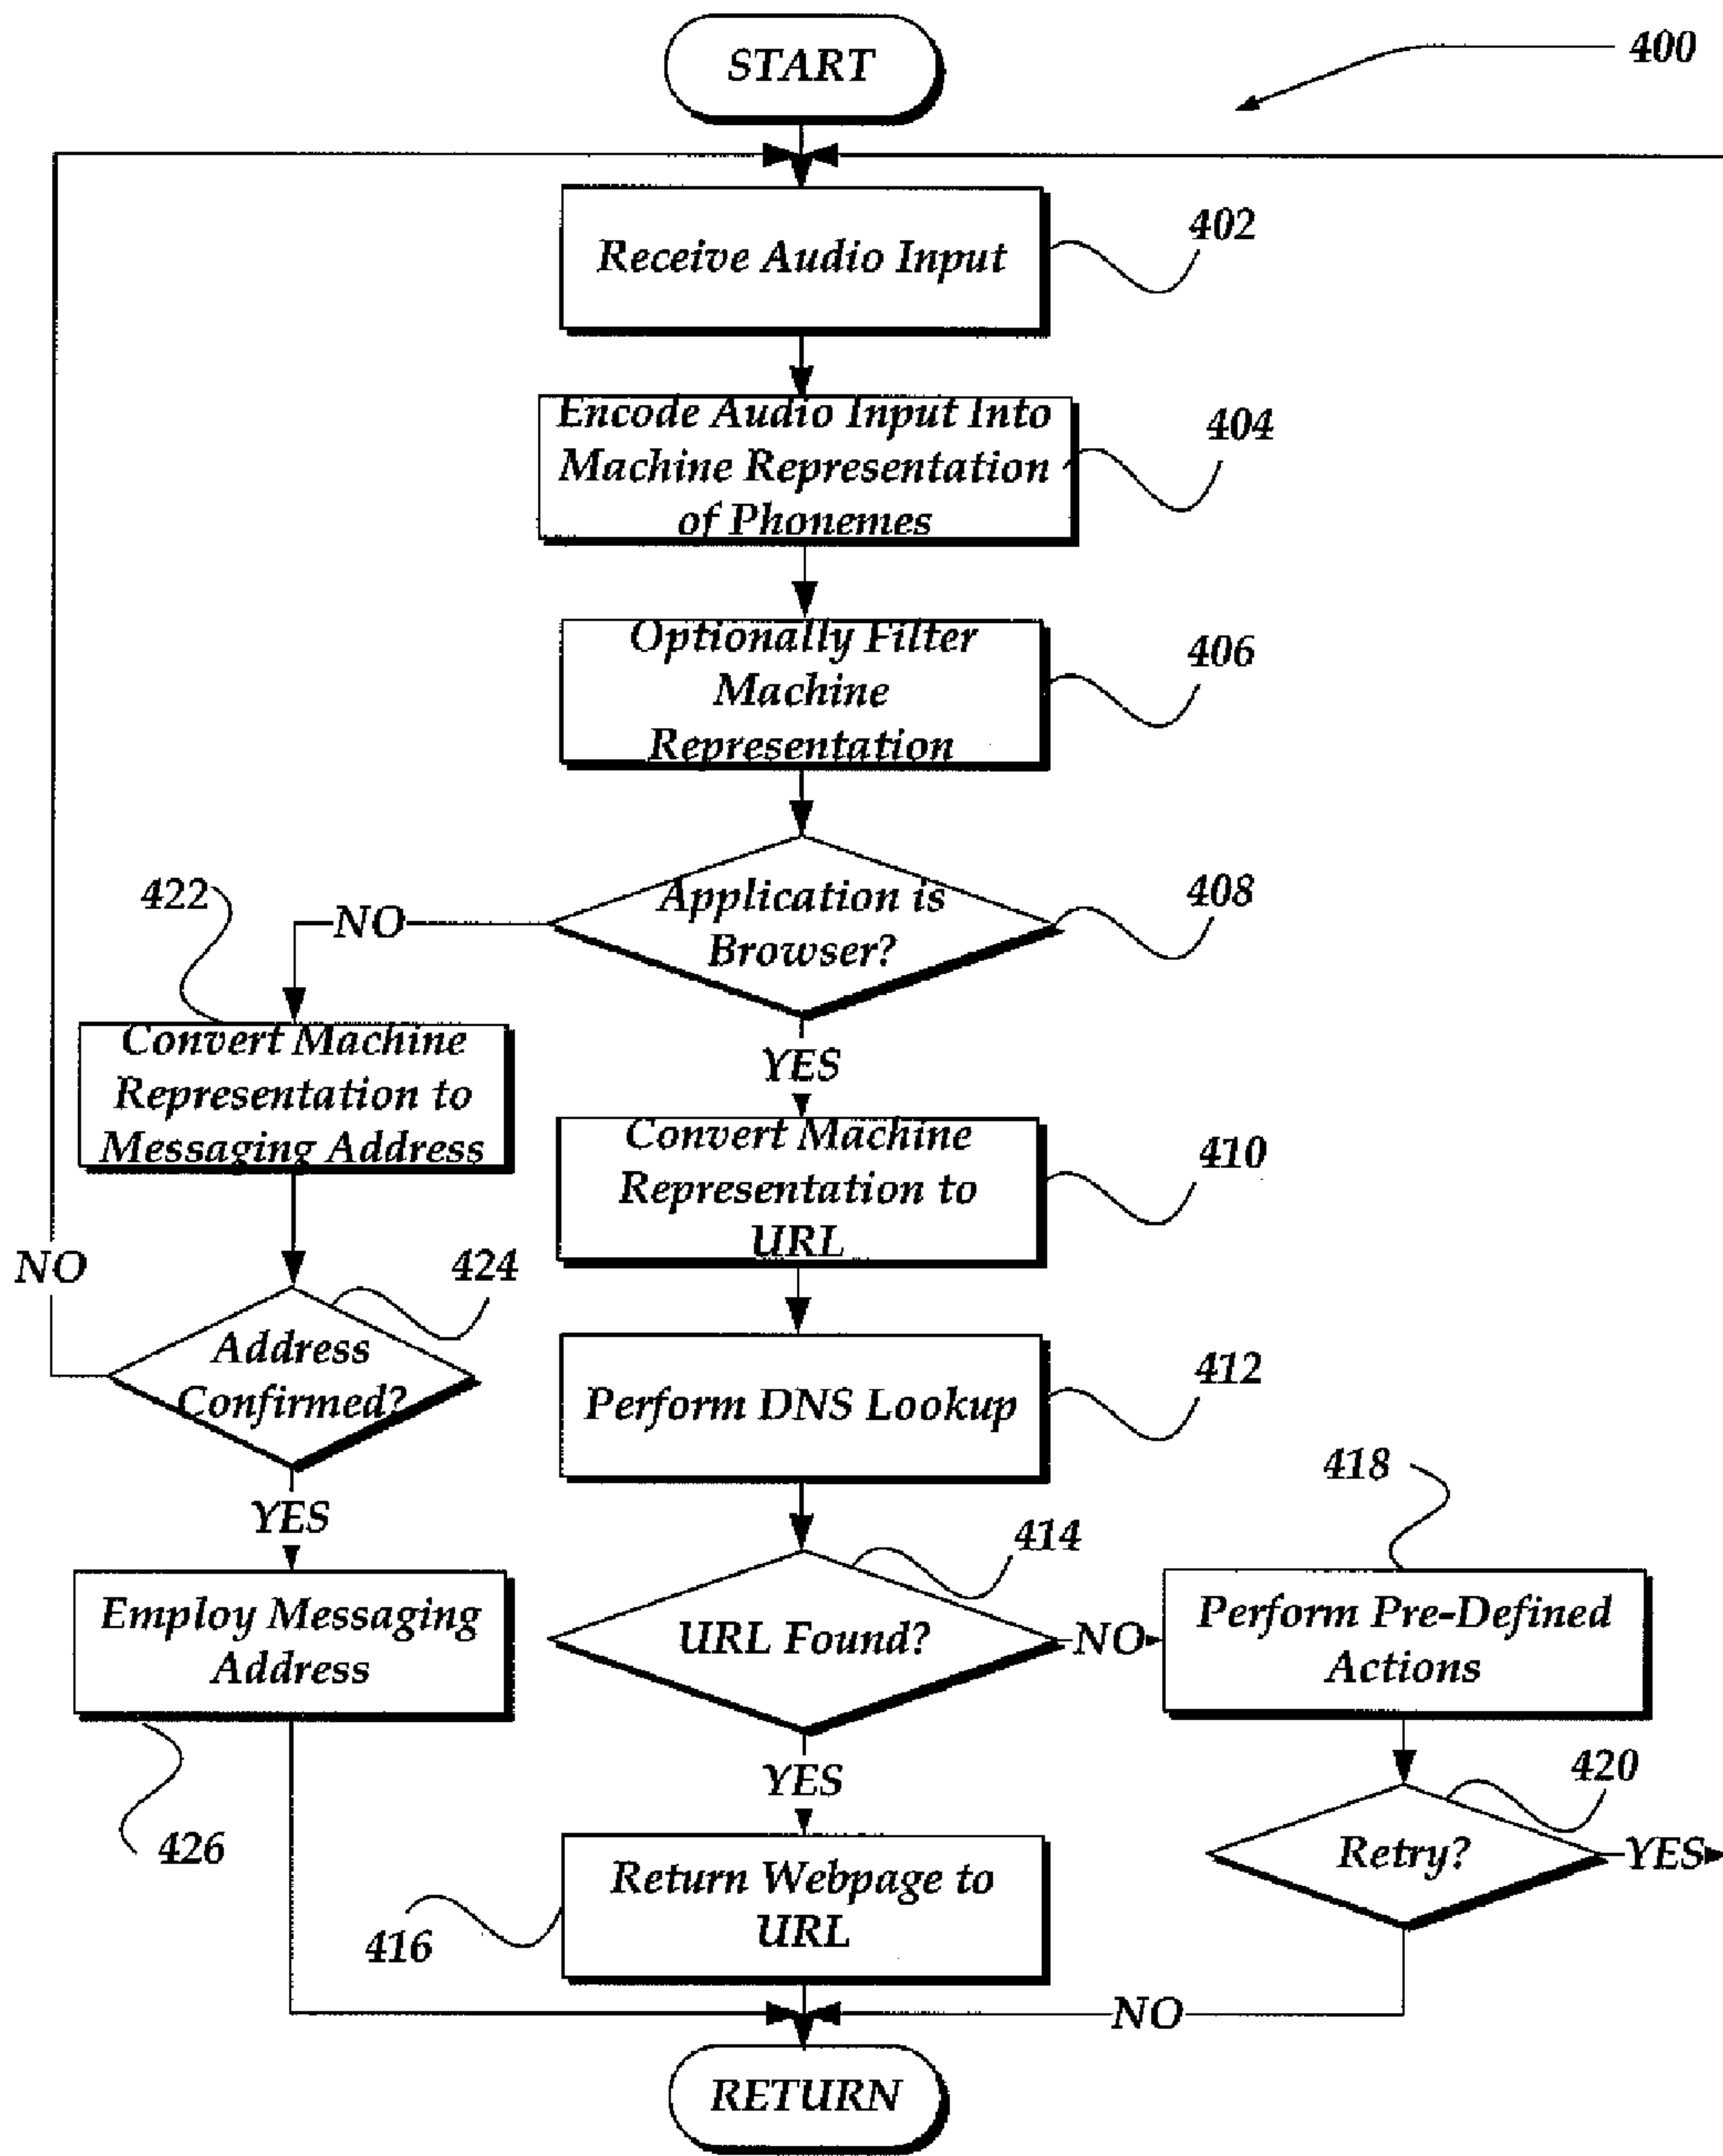 START
400
Receive Audio Input
402
Encode Audio Input Into
Machine Representation
of Phonemes
404
Optionally Filter
Machine
Representation
406
Application is
Browser?
408
NO
422
Convert Machine
Representation to
Messaging Address
YES
Convert Machine
Representation to
URL
410
NO
424
Address
Confirmed?
Perform DNS Lookup
412
YES
418
414
Employ Messaging
Address
URL Found?
NO
Perform Pre-Defined
Actions
426
YES
420
Retry?
YES
Return Webpage to
URL
416
NO
RETURN